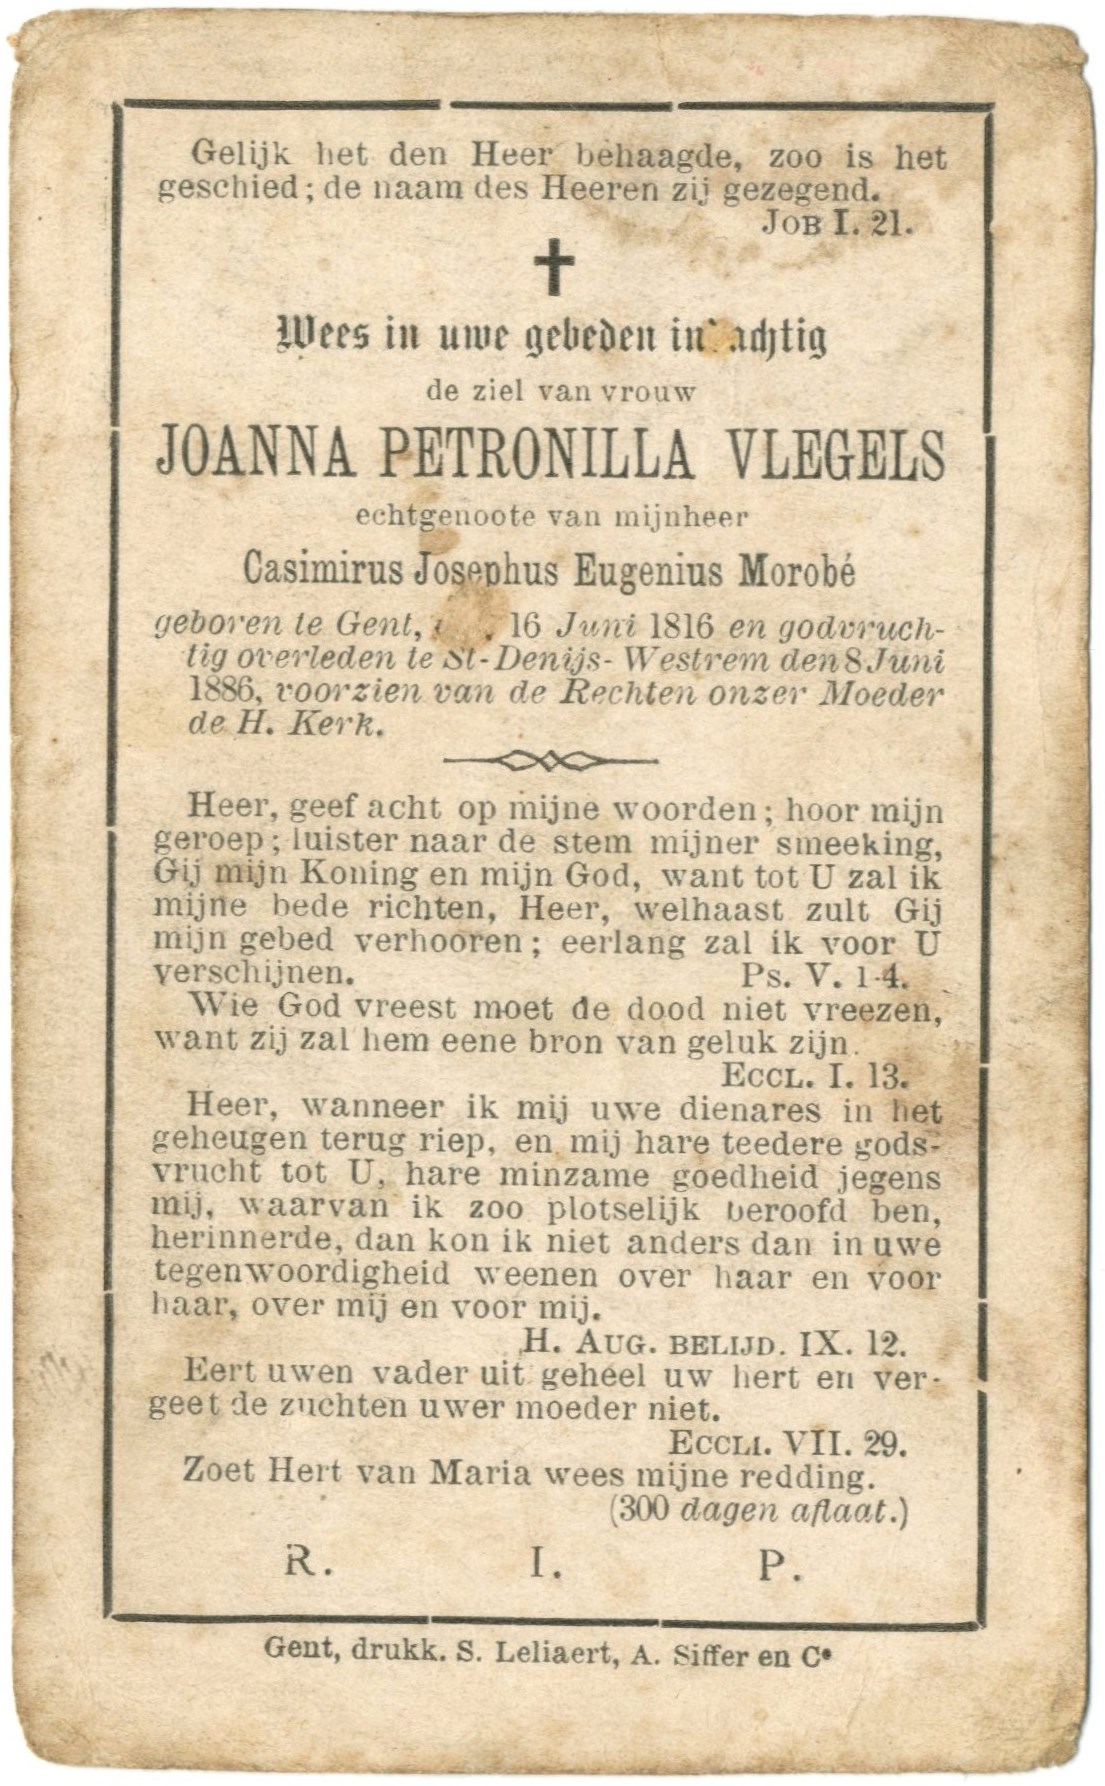 Gelijk het den Heer behaagde, zoo is het
geschied; de naam des Heeren zij gezegend.
JOB I. 21.
Wees in uwe gebeden in achtig
de ziel van vrouw
JOANNA PETRONILLA VLEGELS
echtgenoote van mijnheer
Casimirus Josephus Eugenius Morobé
geboren te Gent, 16 Juni 1816 en godvruch-
tig overleden te St-Denijs-Westrem den 8 Juni
1886, voorzien van de Rechten onzer Moeder
de H. Kerk.
Heer, geef acht op mijne woorden; hoor mijn
geroep; luister naar de stem mijner smeeking,
Gij mijn Koning en mijn God, want tot U zal ik
mijne bede richten, Heer, welhaast zult Gij
mijn gebed verhooren; eerlang zal ik voor U
verschijnen. Ps. V. 1-4.
Wie God vreest moet de dood niet vreezen,
want zij zal hem eene bron van geluk zijn.
ECCL. I. 13.
Heer, wanneer ik mij uwe dienares in het
geheugen terug riep, en mij hare teedere gods-
vrucht tot U, hare minzame goedheid jegens
mij, waarvan ik zoo plotselijk beroofd ben,
herinnerde, dan kon ik niet anders dan in uwe
tegenwoordigheid weenen over haar en voor
haar, over mij en voor mij.
H. AUG. BELIJD. IX. 12.
Eert uwen vader uit geheel uw hert en ver-
geet de zuchten uwer moeder niet.
ECCLI. VII. 29.
Zoet Hert van Maria wees mijne redding.
(300 dagen aflaat.)
R. I. P.
Gent, drukk. S. Leliaert, A. Siffer en Cᵉ